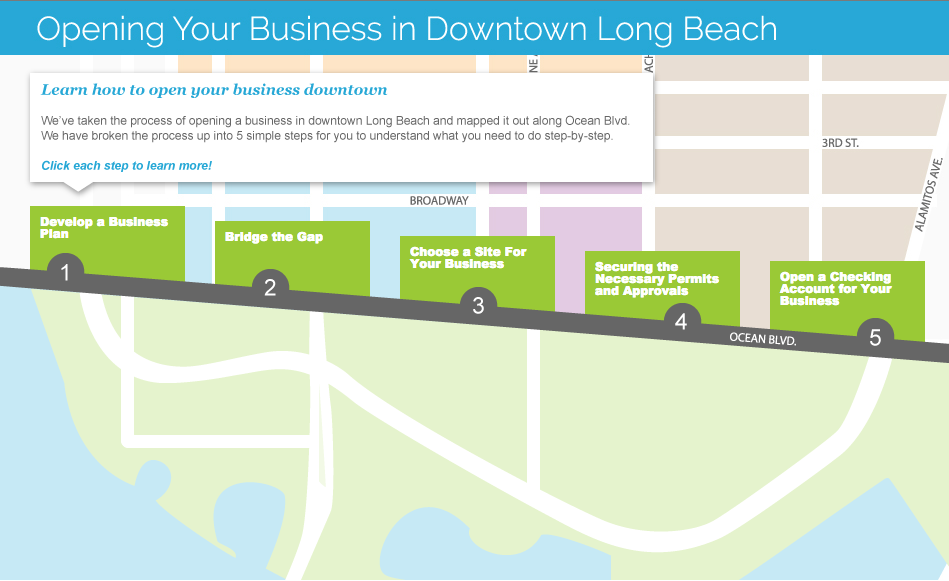 Opening Your Business in Downtown Long Beach
NE A
ACH
Learn how to open your business downtown
We've taken the process of opening a business in downtown Long Beach and mapped it out along Ocean Blvd.
We have broken the process up into 5 simple steps for you to understand what you need to do step-by-step.
Click each step to learn more!
3RD ST.
ALAMITOS AVE.
BROADWAY
Develop a Business
Plan
1
Bridge the Gap
2
Choose a Site For
Your Business
3
Securing the
Necessary Permits
and Approvals
4
Open a Checking
Account for Your
Business
5
OCEAN BLVD.